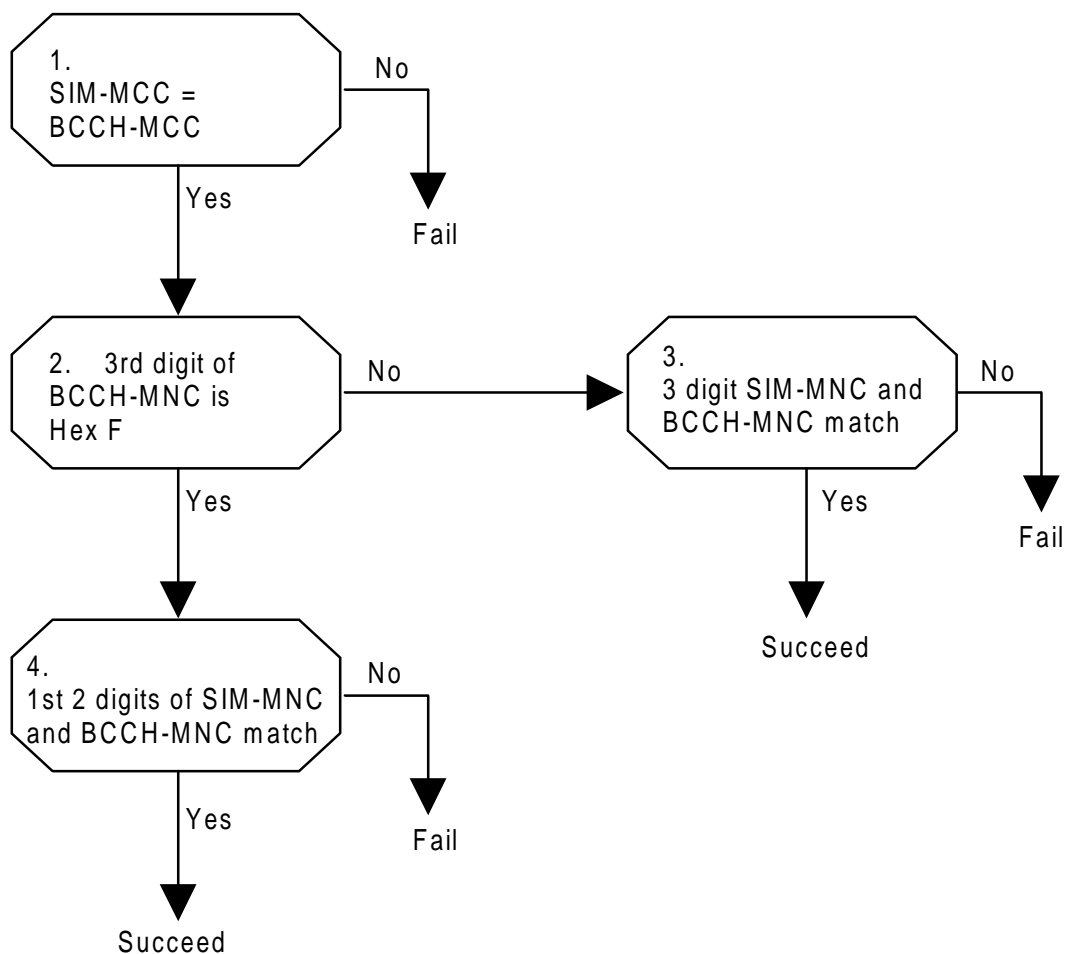 1.
SIM-MCC =
BCCH-MCC
No
Yes
Fail
2. 3rd digit of
BCCH-MNC is
Hex F
No
3.
3 digit SIM-MNC and
BCCH-MNC match
No
Yes
Yes
Fail
Succeed
4.
1st 2 digits of SIM-MNC
and BCCH-MNC match
No
Yes
Fail
Succeed